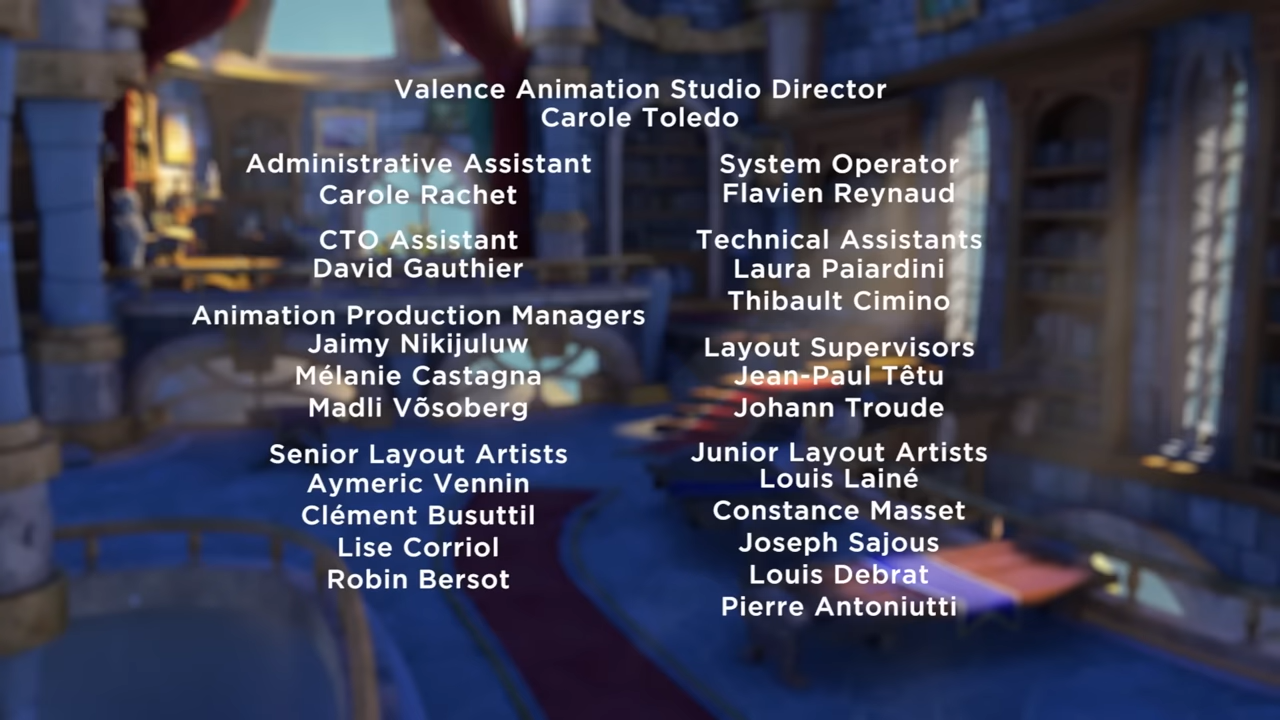 Valence Animation Studio Director
Carole Toledo
Administrative Assistant
Carole Rachet
CTO Assistant
David Gauthier
Animation Production Managers
Jaimy Nikijuluw
Mélanie Castagna
Madli Võsoberg
Senior Layout Artists
Aymeric Vennin
Clément Busuttil
Lise Corriol
Robin Bersot
System Operator
Flavien Reynaud
Technical Assistants
Laura Paiardini
Thibault Cimino
Layout Supervisors
Jean-Paul Têtu
Johann Troude
Junior Layout Artists
Louis Lainé
Constance Masset
Joseph Sajous
Louis Debrat
Pierre Antoniutti